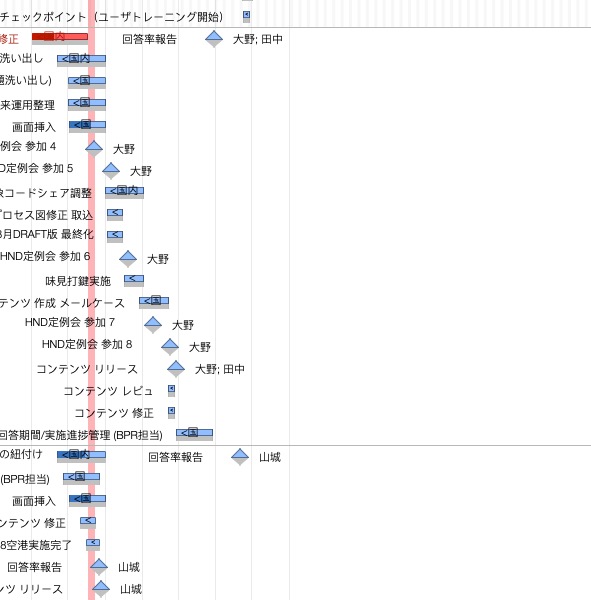 チェックポイント（ユーザトレーニング開始）
修正 <国内 回答率報告 大野; 田中
洗い出し <国内
洗い出し) <国
来運用整理 <国
画面挿入 <国
例会 参加 4 大野
D定例会 参加 5 大野
コードシェア調整 <国内
プロセス図修正 取込 <
月DRAFT版 最終化 <
HND定例会 参加 6 大野
味見打鍵実施 <
テンツ 作成 メールケース <国
HND定例会 参加 7 大野
HND定例会 参加 8 大野
コンテンツ リリース 大野; 田中
コンテンツ レビュ <
コンテンツ 修正 <
回答期間/実施進捗管理 (BPR担当) <国
の紐付け <国内 回答率報告 山城
(BPR担当) <国
画面挿入 <国
ンテンツ 修正 <
8空港実施完了 <
回答率報告 山城
ンツ リリース 山城